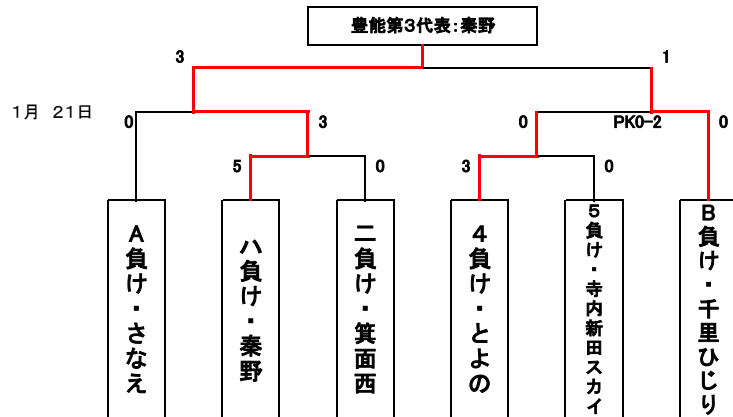 豊能第3代表：秦野
3
1
1月　21日
0
3
0
PK0-2
0
5
0
3
0
A負け・さなえ
ハ負け・秦野
二負け・箕面西
4負け・とよの
5負け・寺内新田スカイ
B負け・千里ひじり